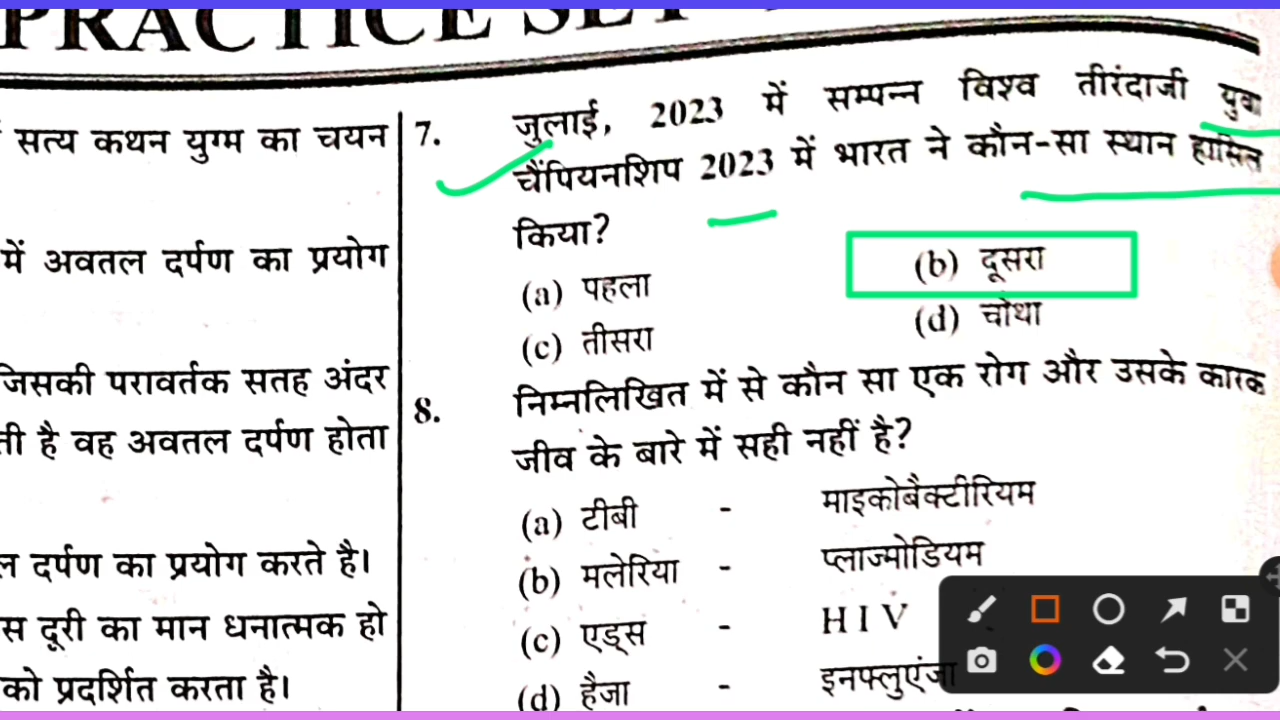 PRACTICE SET
सत्य कथन युग्म का चयन
में अवतल दर्पण का प्रयोग
जिसकी परावर्तक सतह अंदर
ती है वह अवतल दर्पण होता
दर्पण का प्रयोग करते है।
स दूरी का मान धनात्मक हो
को प्रदर्शित करता है।
7. जुलाई, 2023 में सम्पन्न विश्व तीरंदाजी युवा
चैंपियनशिप 2023 में भारत ने कौन-सा स्थान हासिल
किया?
(a) पहला (b) दूसरा
(c) तीसरा (d) चौथा
8. निम्नलिखित में से कौन सा एक रोग और उसके कारक
जीव के बारे में सही नहीं है?
(a) टीबी - माइकोबैक्टीरियम
(b) मलेरिया - प्लाज्मोडियम
(c) एड्स - HIV
(d) हैजा - इनफ्लुएंजा